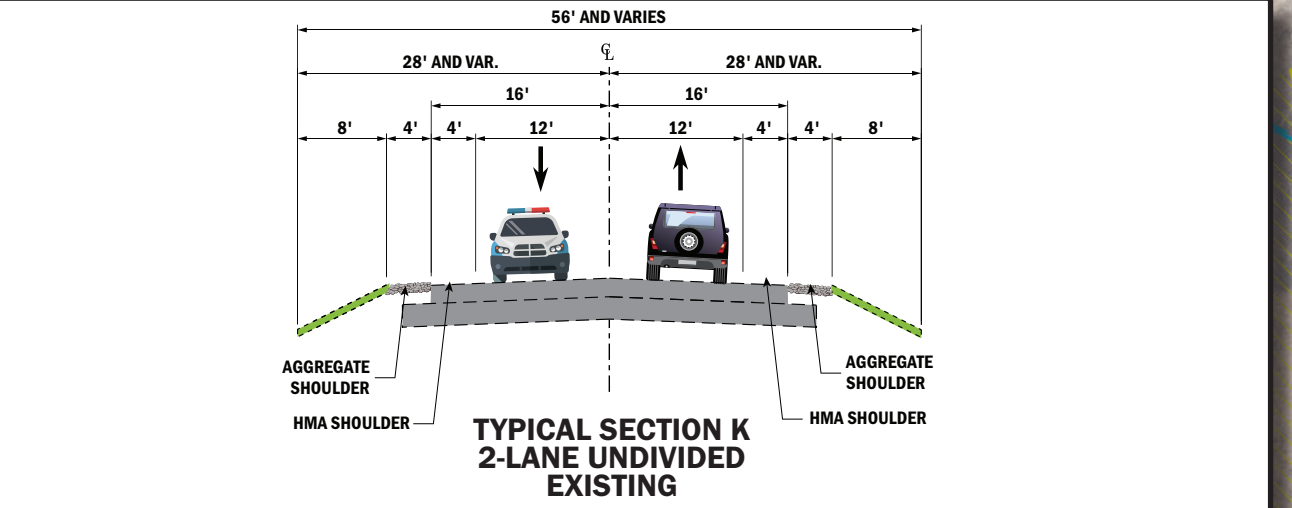 56' AND VARIES
℄
28' AND VAR. 28' AND VAR.
16' 16'
8' 4' 4' 12' 12' 4' 4' 8'
AGGREGATE
SHOULDER
HMA SHOULDER
AGGREGATE
SHOULDER
HMA SHOULDER
TYPICAL SECTION K
2-LANE UNDIVIDED
EXISTING